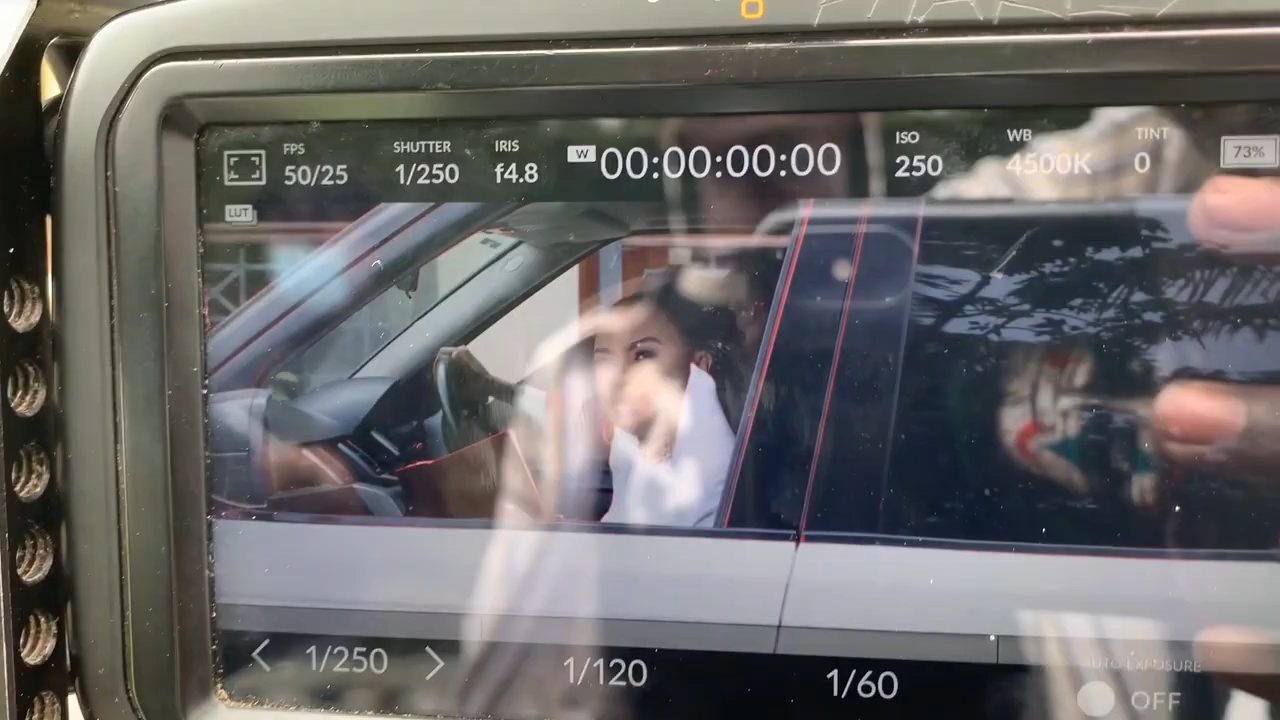 FPS SHUTTER IRIS ISO WB TINT
50/25 1/250 f4.8 W 00:00:00:00 250 4500K 0 73%
LUT
1/250 1/120 1/60
AUTO EXPOSURE
OFF